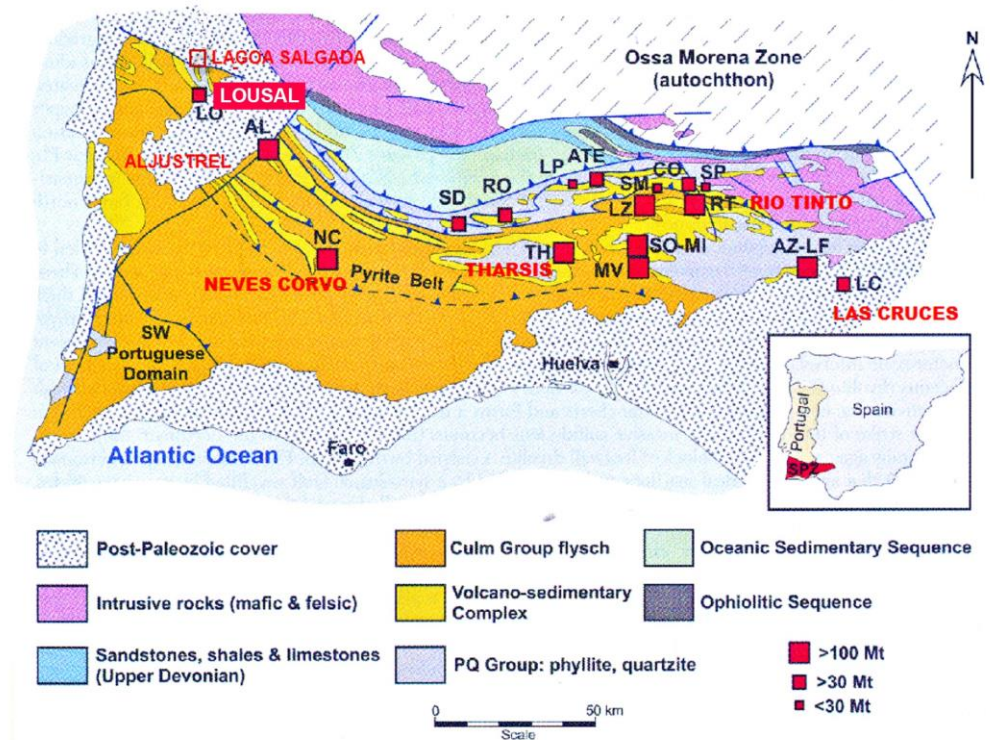 LAGOA SALGADA
LOUSAL
LO
AL
ALJUSTREL
Ossa Morena Zone
(autochthon)
N
SD
RO
LP
ATE
SM
CO
SP
LZ
RT
RIO TINTO
NC
NEVES CORVO
Pyrite Belt
TH
THARSIS
SO-MI
MV
AZ-LF
LC
LAS CRUCES
SW
Portuguese
Domain
Huelva
Faro
Atlantic Ocean
Portugal
Spain
SPZ
Post-Paleozoic cover
Culm Group flysch
Oceanic Sedimentary Sequence
Intrusive rocks (mafic & felsic)
Volcano-sedimentary
Complex
Ophiolitic Sequence
Sandstones, shales & limestones
(Upper Devonian)
PQ Group: phyllite, quartzite
>100 Mt
>30 Mt
<30 Mt
0
50 km
Scale